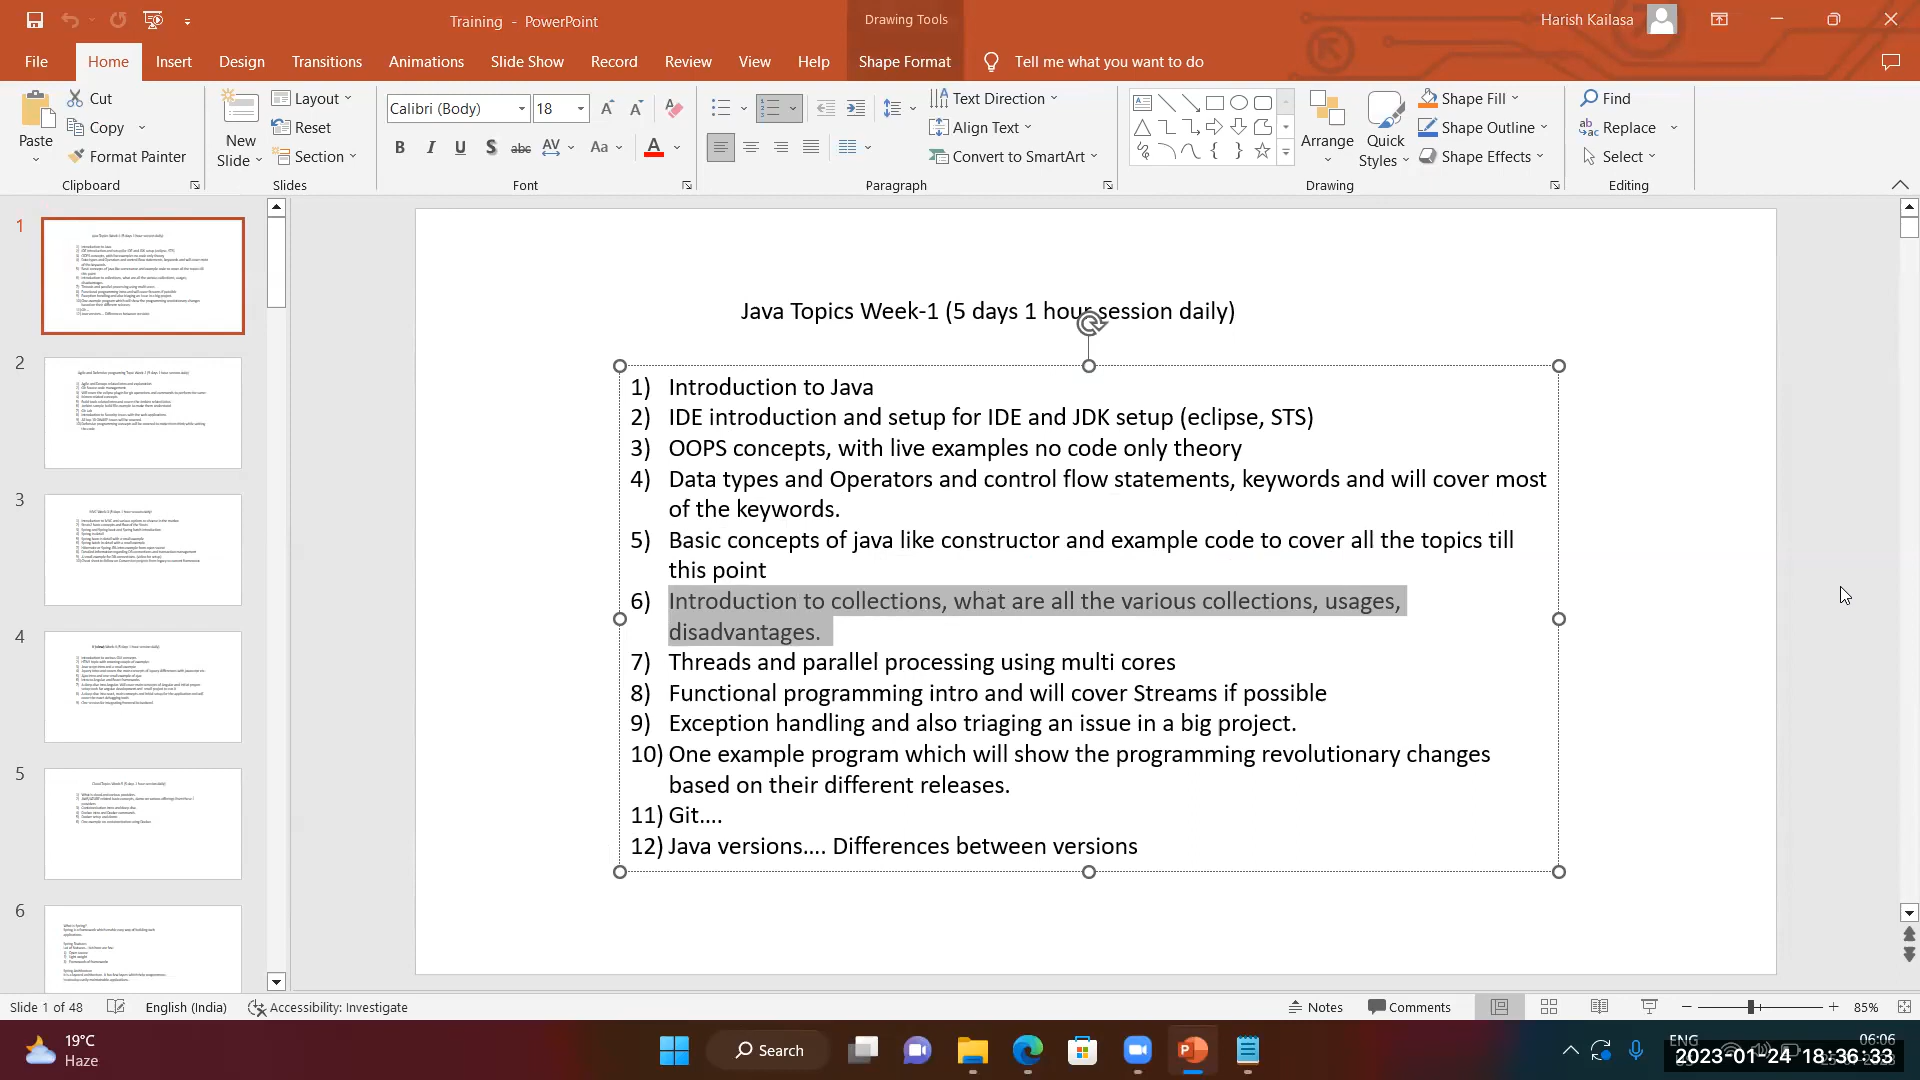 Training - PowerPoint
Drawing Tools
Harish Kailasa
File
Home
Insert
Design
Transitions
Animations
Slide Show
Record
Review
View
Help
Shape Format
Tell me what you want to do
Paste
Cut
Copy
Format Painter
Clipboard
New
Slide
Layout
Reset
Section
Slides
Calibri (Body)
18
Font
Text Direction
Align Text
Convert to SmartArt
Paragraph
Arrange
Quick
Styles
Shape Fill
Shape Outline
Shape Effects
Drawing
Find
Replace
Select
Editing
1
2
3
4
5
6
Java Topics Week-1 (5 days 1 hour session daily)
1) Introduction to Java
2) IDE introduction and setup for IDE and JDK setup (eclipse, STS)
3) OOPS concepts, with live examples no code only theory
4) Data types and Operators and control flow statements, keywords and will cover most
of the keywords.
5) Basic concepts of java like constructor and example code to cover all the topics till
this point
6) Introduction to collections, what are all the various collections, usages,
disadvantages.
7) Threads and parallel processing using multi cores
8) Functional programming intro and will cover Streams if possible
9) Exception handling and also triaging an issue in a big project.
10) One example program which will show the programming revolutionary changes
based on their different releases.
11) Git....
12) Java versions.... Differences between versions
Slide 1 of 48
English (India)
Accessibility: Investigate
Notes
Comments
85%
19°C
Haze
Search
ENG
06:06
2023-01-24 18:36:33